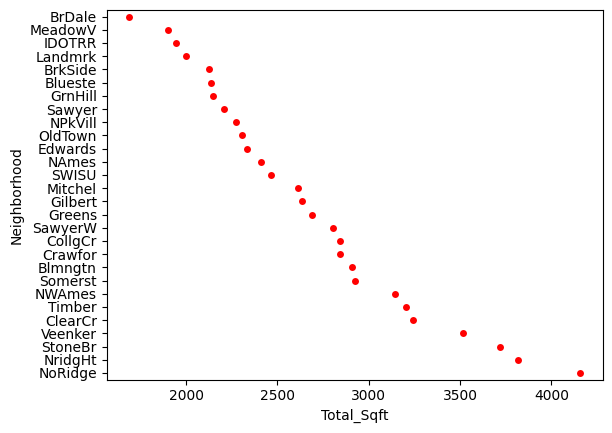 BrDale
MeadowV
IDOTRR
Landmrk
BrkSide
Blueste
GrnHill
Sawyer
NPkVill
OldTown
Edwards
NAmes
SWISU
Mitchel
Gilbert
Greens
SawyerW
CollgCr
Crawfor
Blmngtn
Somerst
NWAmes
Timber
ClearCr
Veenker
StoneBr
NridgHt
NoRidge
Neighborhood
2000 2500 3000 3500 4000
Total_Sqft